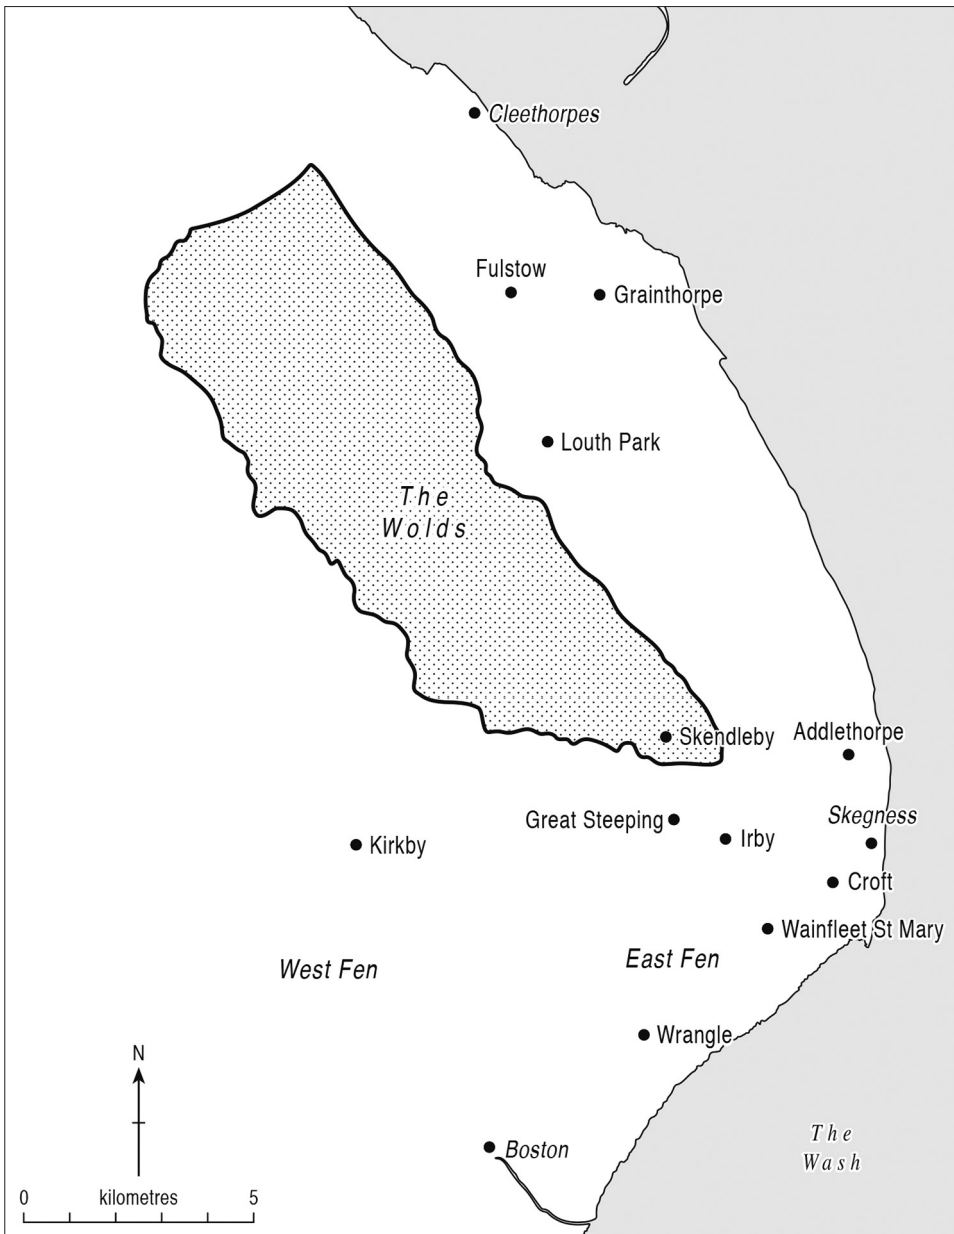 Cleethorpes
Fulstow
Grainthorpe
Louth Park
The
Wolds
Skendleby
Addlethorpe
Great Steeping
Skegness
Irby
Kirkby
Croft
Wainfleet St Mary
West Fen
East Fen
Wrangle
N
Boston
The
Wash
0 kilometres 5